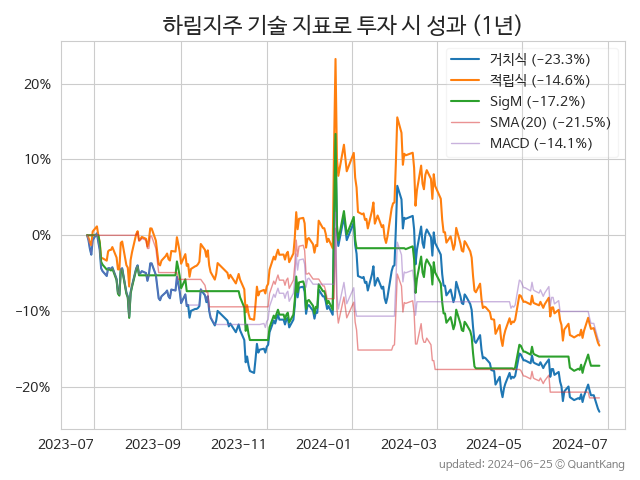 하림지주 기술 지표로 투자 시 성과 (1년)
거치식 (−23.3%)
적립식 (−14.6%)
SigM (−17.2%)
SMA(20) (−21.5%)
MACD (−14.1%)
20%
10%
0%
−10%
−20%
2023-07 2023-09 2023-11 2024-01 2024-03 2024-05 2024-07
updated: 2024-06-25 ⓒ QuantKang